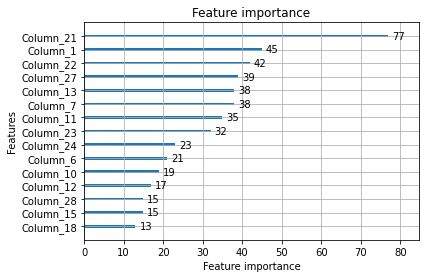 Feature importance
Column_21 77
Column_1 45
Column_22 42
Column_27 39
Column_13 38
Column_7 38
Column_11 35
Column_23 32
Column_24 23
Column_6 21
Column_10 19
Column_12 17
Column_28 15
Column_15 15
Column_18 13
Features
0 10 20 30 40 50 60 70 80
Feature importance